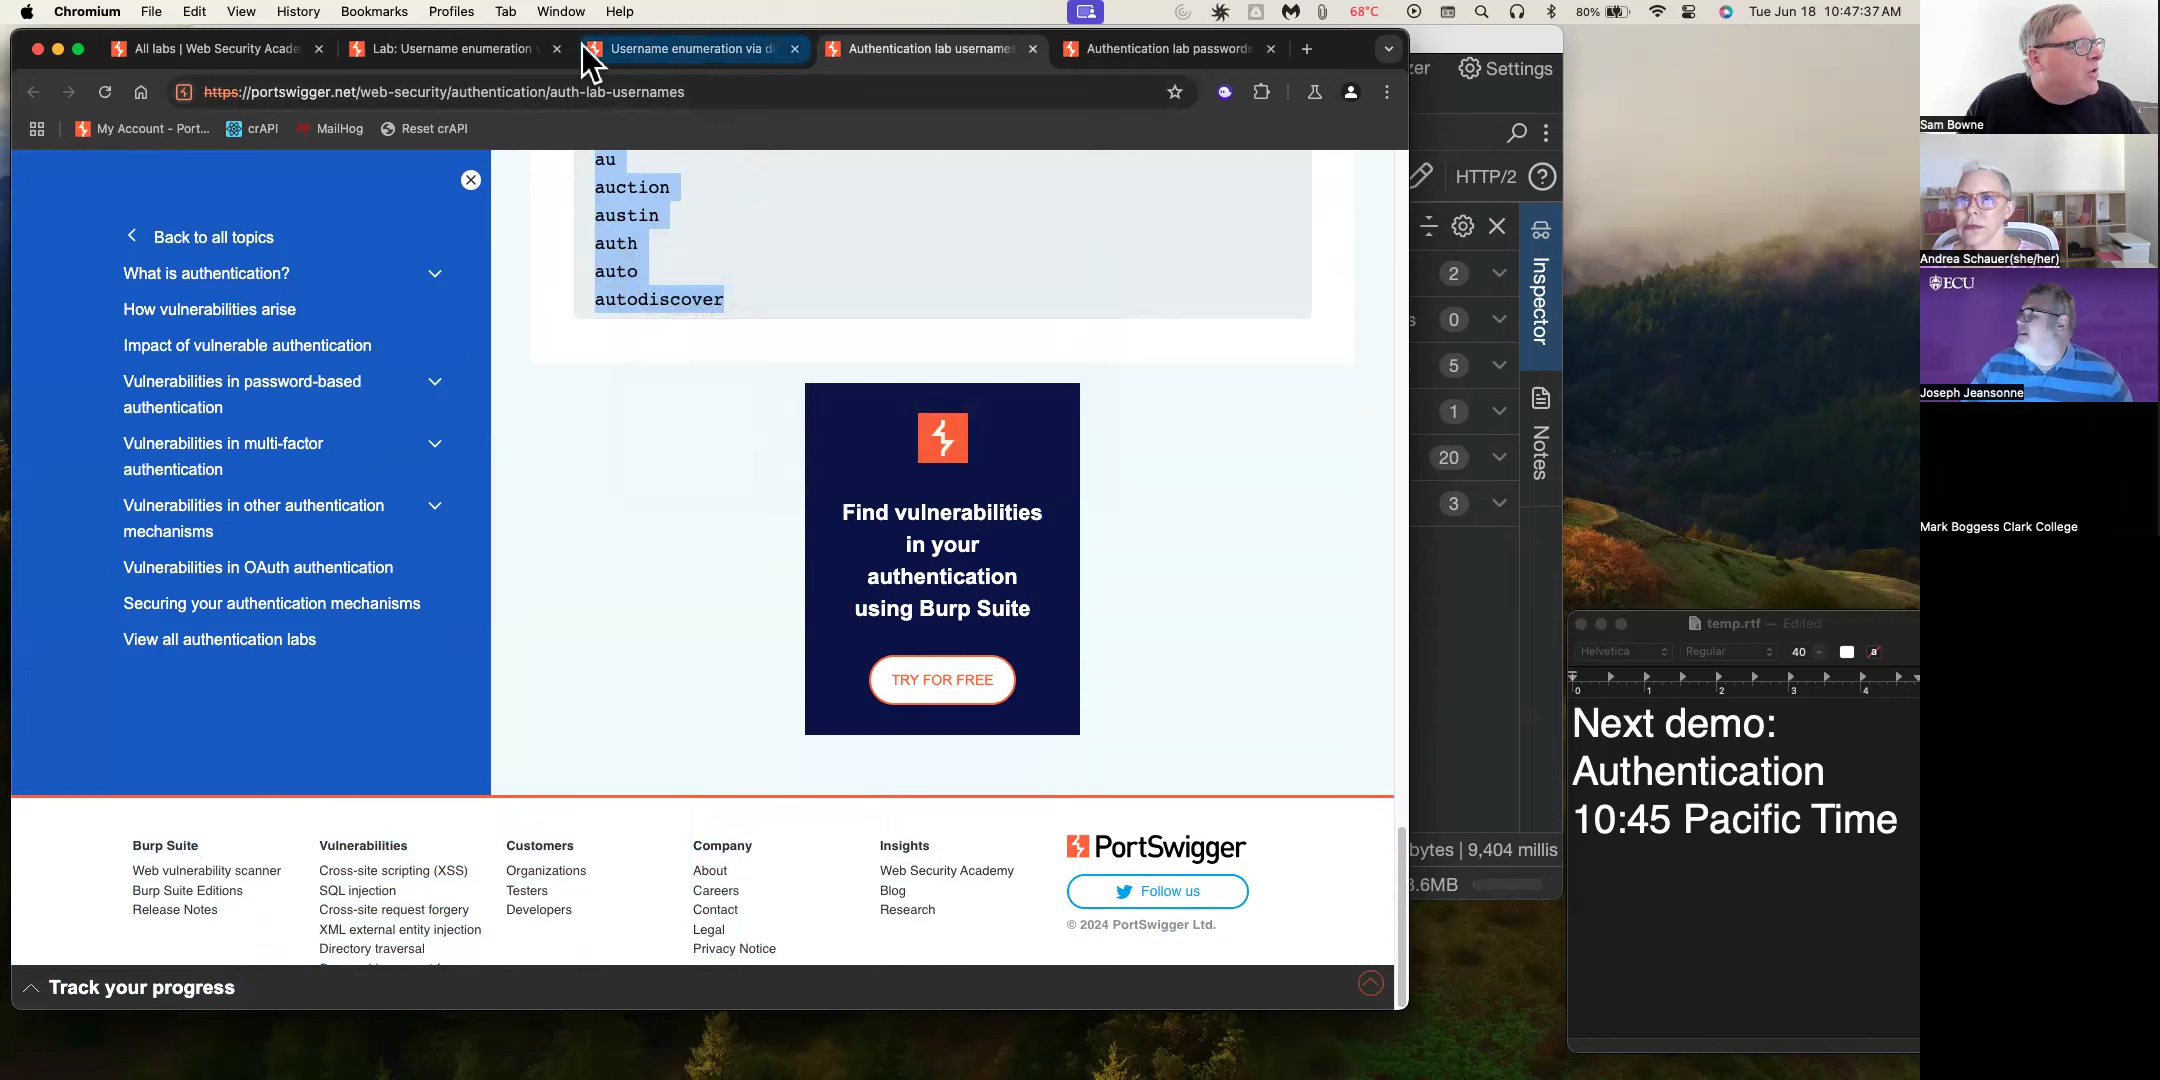 Chromium File Edit View History Bookmarks Profiles Tab Window Help
68°C 80% Tue Jun 18 10:47:37 AM
All labs | Web Security Acade
Lab: Username enumeration v
Username enumeration via di
Authentication lab usernames
Authentication lab passwords
https://portswigger.net/web-security/authentication/auth-lab-usernames
My Account - Port... crAPI MailHog Reset crAPI
Back to all topics
What is authentication?
How vulnerabilities arise
Impact of vulnerable authentication
Vulnerabilities in password-based
authentication
Vulnerabilities in multi-factor
authentication
Vulnerabilities in other authentication
mechanisms
Vulnerabilities in OAuth authentication
Securing your authentication mechanisms
View all authentication labs
au
auction
austin
auth
auto
autodiscover
Find vulnerabilities
in your
authentication
using Burp Suite
TRY FOR FREE
Burp Suite
Web vulnerability scanner
Burp Suite Editions
Release Notes
Vulnerabilities
Cross-site scripting (XSS)
SQL injection
Cross-site request forgery
XML external entity injection
Directory traversal
Customers
Organizations
Testers
Developers
Company
About
Careers
Contact
Legal
Privacy Notice
Insights
Web Security Academy
Blog
Research
PortSwigger
Follow us
© 2024 PortSwigger Ltd.
Track your progress
zer Settings
HTTP/2
2
s 0
5
1
20
3
Inspector
Notes
bytes | 9,404 millis
3.6MB
temp.rtf — Edited
Helvetica Regular 40 a
0 1 2 3 4
Next demo:
Authentication
10:45 Pacific Time
Sam Bowne
Andrea Schauer(she/her)
ECU
Joseph Jeansonne
Mark Boggess Clark College